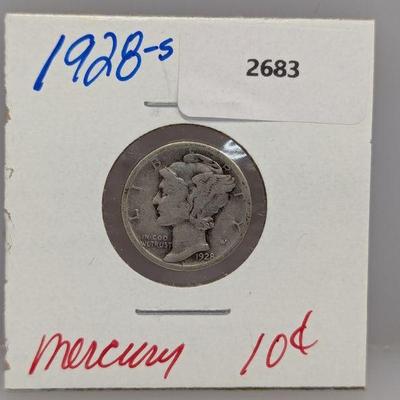 1928-s
2683
LIBERTY
IN GOD
WE TRUST
1928
mercury 10¢